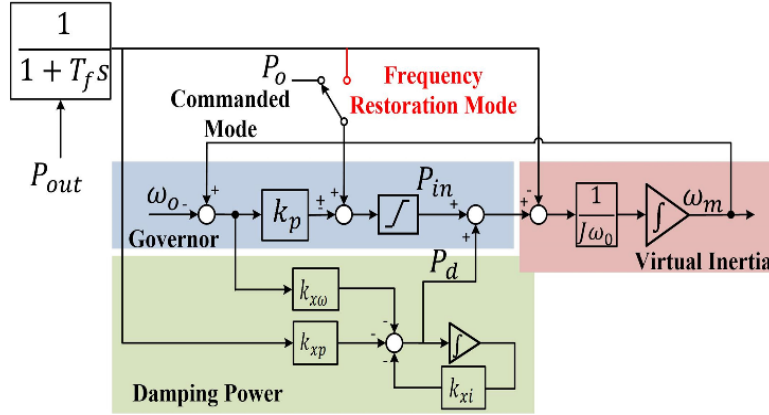 1
1 + T_f s
P_o
Frequency
Restoration Mode
Commanded
Mode
P_out
ω_o
-
+
k_p
±
+
P_in
+
+
+
-
1
Jω_0
∫
ω_m
Governor
Virtual Inertia
P_d
k_xω
-
k_xp
-
-
∫
k_xi
Damping Power